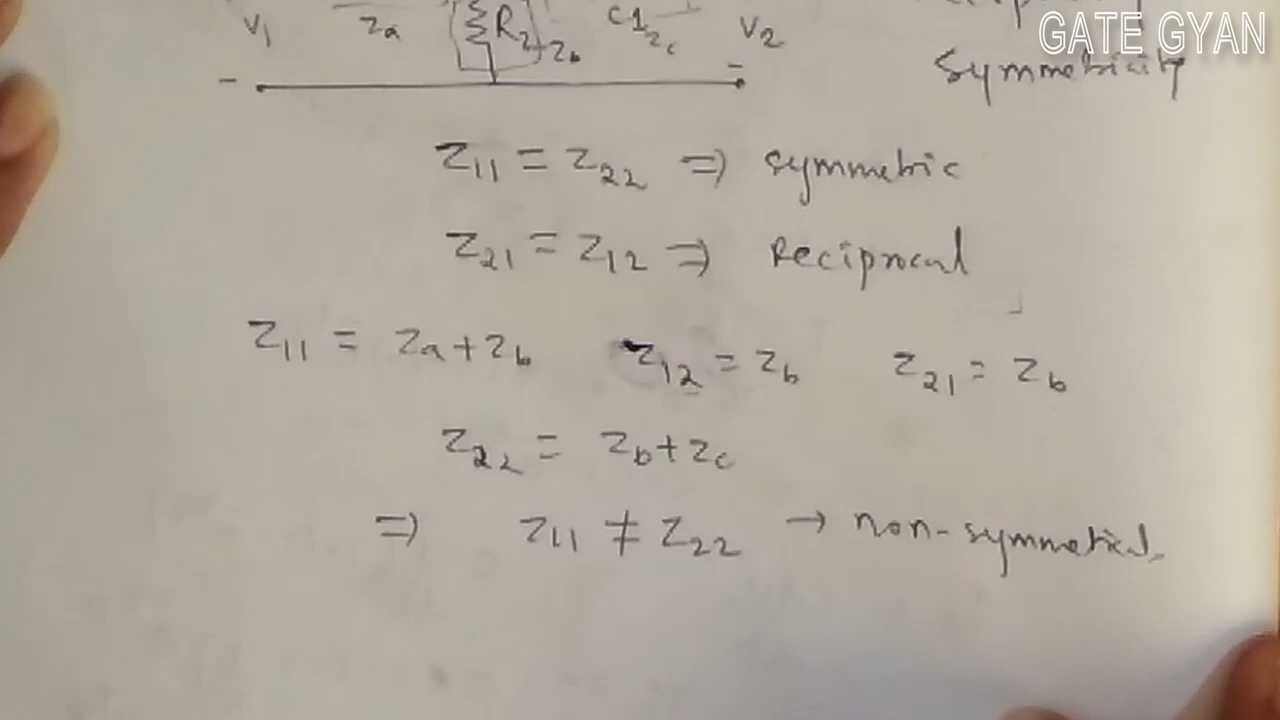 GATE GYAN
V1 Za R2 Zb C1 Zc V2 Symmetricity
- -
Z11 = Z22 => symmetric
Z21 = Z12 => Reciprocal
Z11 = Za+Zb Z12 = Zb Z21 = Zb
Z22 = Zb+Zc
=> Z11 ≠ Z22 → non-symmetical.